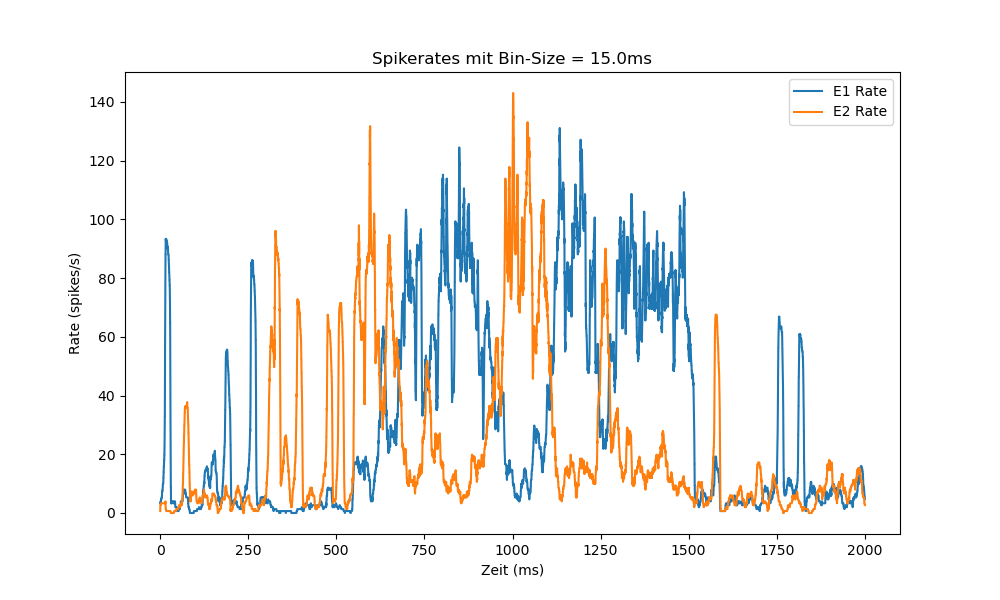 Spikerates mit Bin-Size = 15.0ms
E1 Rate
E2 Rate
140
120
100
80
60
40
20
0
Rate (spikes/s)
0 250 500 750 1000 1250 1500 1750 2000
Zeit (ms)